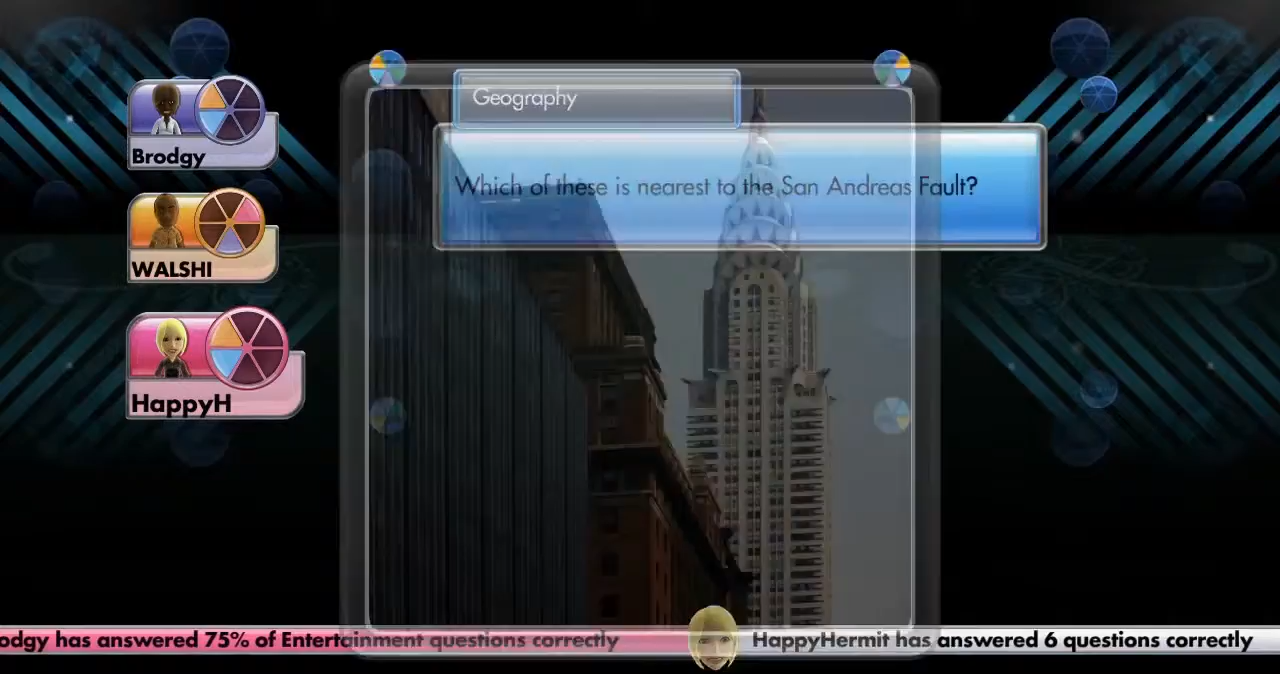 Geography
Which of these is nearest to the San Andreas Fault?
Brodgy
WALSHI
HappyH
odgy has answered 75% of Entertainment questions correctly
HappyHermit has answered 6 questions correctly